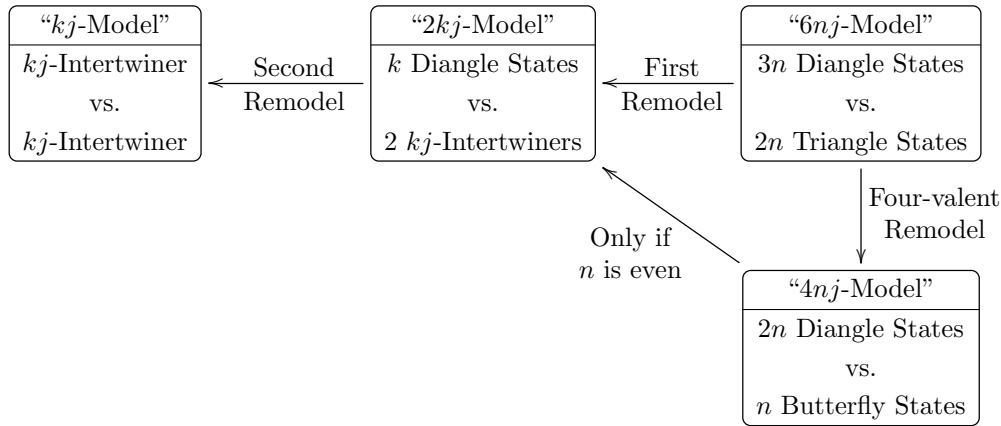 “kj-Model”
kj-Intertwiner
vs.
kj-Intertwiner
Second
Remodel
“2kj-Model”
k Diangle States
vs.
2 kj-Intertwiners
First
Remodel
“6nj-Model”
3n Diangle States
vs.
2n Triangle States
Four-valent
Remodel
Only if
n is even
“4nj-Model”
2n Diangle States
vs.
n Butterfly States